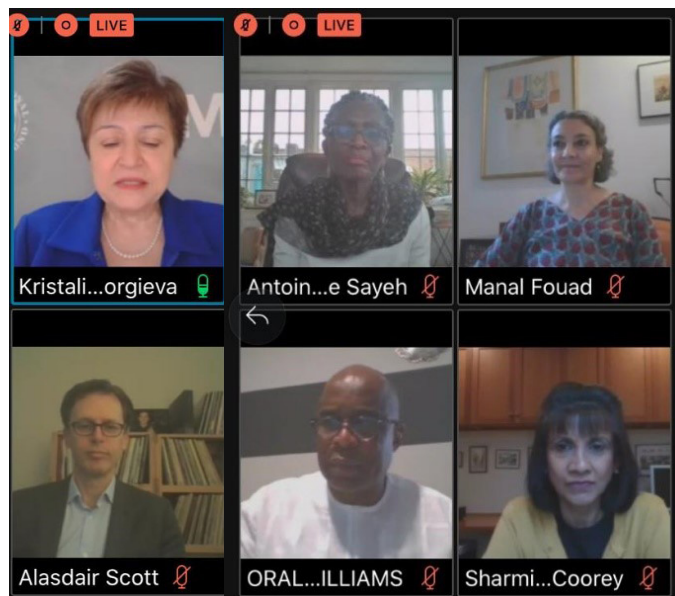 LIVE
LIVE
Kristali...orgieva
Antoin...e Sayeh
Manal Fouad
Alasdair Scott
ORAL...ILLIAMS
Sharmi...Coorey